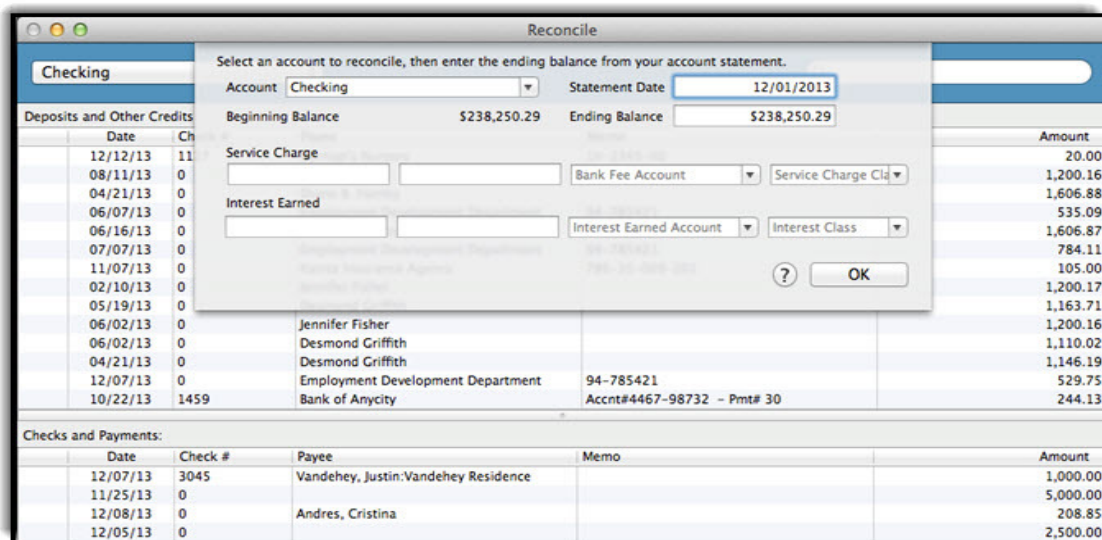 Reconcile
Select an account to reconcile, then enter the ending balance from your account statement.
Checking
Account Checking Statement Date 12/01/2013
Beginning Balance $238,250.29 Ending Balance $238,250.29
Service Charge
Bank Fee Account Service Charge Cla
Interest Earned
Interest Earned Account Interest Class
? OK
Deposits and Other Credits
Date Ch Amount
12/12/13 20.00
08/11/13 0 1,200.16
04/21/13 0 1,606.88
06/07/13 0 535.09
06/16/13 0 1,606.87
07/07/13 0 784.11
11/07/13 0 105.00
02/10/13 0 1,200.17
05/19/13 0 1,163.71
06/02/13 0 Jennifer Fisher 1,200.16
06/02/13 0 Desmond Griffith 1,110.02
04/21/13 0 Desmond Griffith 1,146.19
12/07/13 0 Employment Development Department 94-785421 529.75
10/22/13 1459 Bank of Anycity Accnt#4467-98732 - Pmt# 30 244.13
Checks and Payments:
Date Check # Payee Memo Amount
12/07/13 3045 Vandehey, Justin:Vandehey Residence 1,000.00
11/25/13 0 5,000.00
12/08/13 0 Andres, Cristina 208.85
12/05/13 0 2,500.00